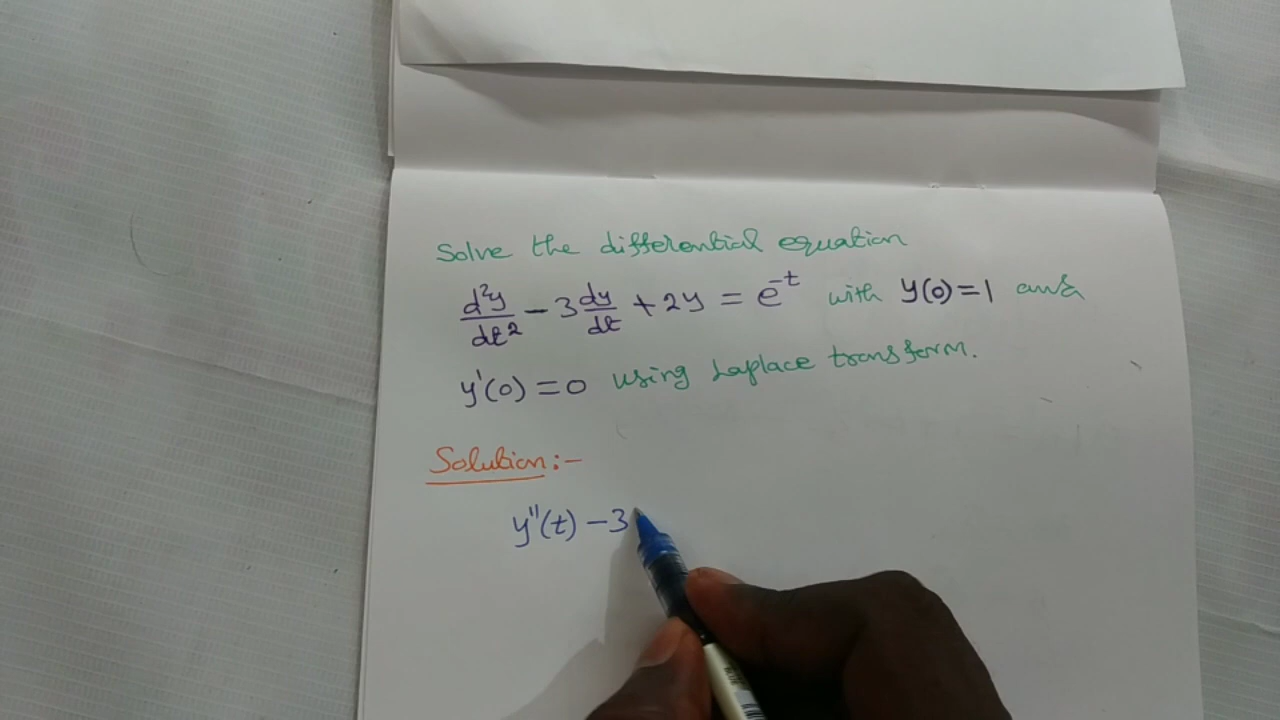 Solve the differential equation
d²y/dt² - 3 dy/dt + 2y = e^-t with y(0)=1 and
y'(0)=0 using Laplace transform.
Solution:-
y''(t) - 3